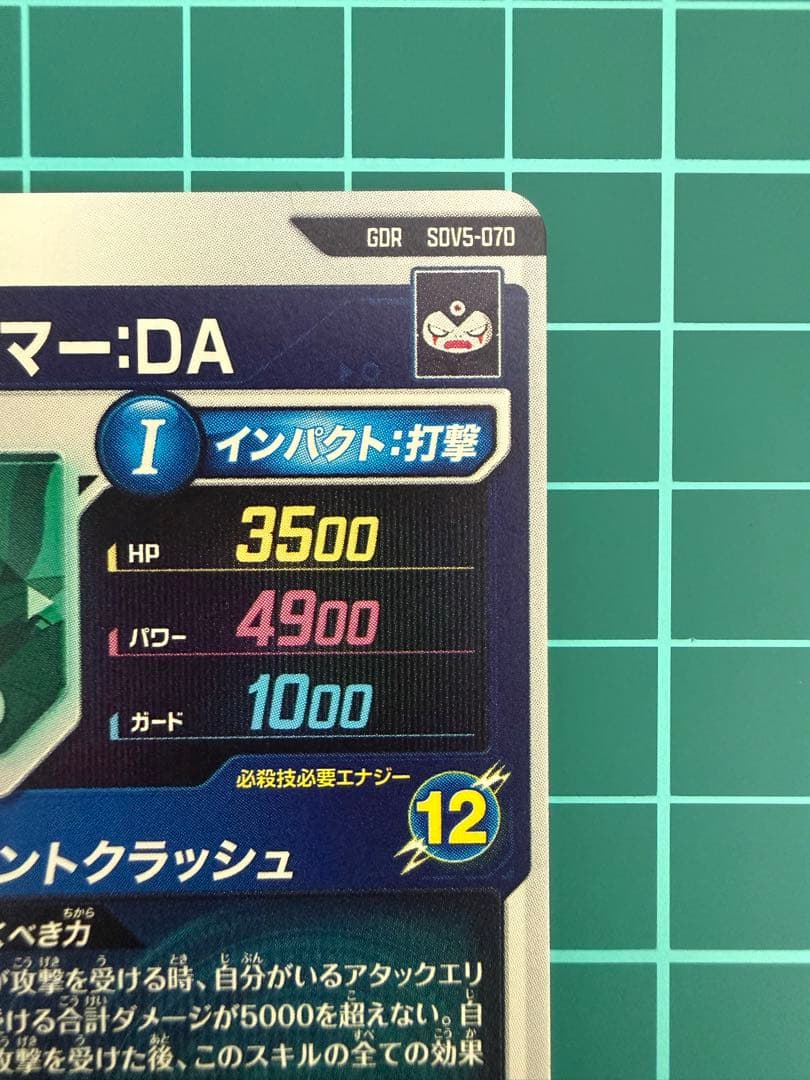 GDR SDV5-070
マー:DA
I インパクト:打撃
HP 3500
パワー 4900
ガード 1000
必殺技必要エナジー
12
ントクラッシュ
べき力
攻撃を受ける時、自分がいるアタックエリ
ける合計ダメージが5000を超えない。自
攻撃を受けた後、このスキルの全ての効果